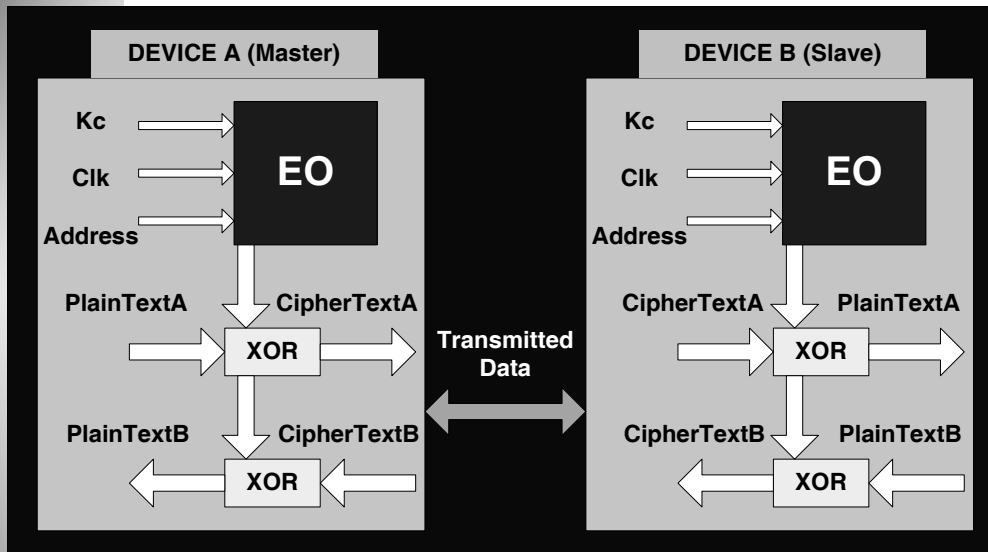 DEVICE A (Master)
Kc
Clk
Address
EO
PlainTextA
CipherTextA
XOR
PlainTextB
CipherTextB
XOR
Transmitted
Data
DEVICE B (Slave)
Kc
Clk
Address
EO
CipherTextA
PlainTextA
XOR
CipherTextB
PlainTextB
XOR